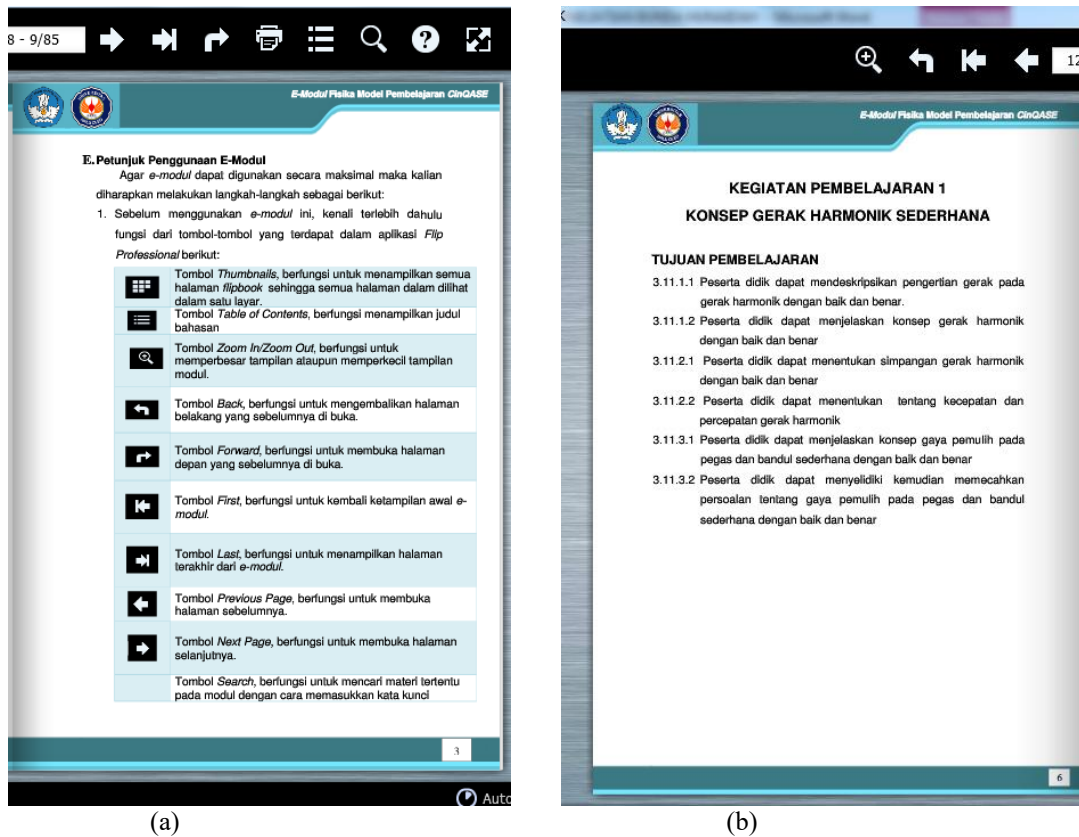 8 - 9/85
E-Modul Fisika Model Pembelajaran CinQASE
E. Petunjuk Penggunaan E-Modul
Agar e-modul dapat digunakan secara maksimal maka kalian
diharapkan melakukan langkah-langkah sebagai berikut:
1. Sebelum menggunakan e-modul ini, kenali terlebih dahulu
fungsi dari tombol-tombol yang terdapat dalam aplikasi Flip
Professional berikut:
Tombol Thumbnails, berfungsi untuk menampilkan semua
halaman flipbook sehingga semua halaman dalam dilihat
dalam satu layar.
Tombol Table of Contents, berfungsi menampilkan judul
bahasan
Tombol Zoom In/Zoom Out, berfungsi untuk
memperbesar tampilan ataupun memperkecil tampilan
modul.
Tombol Back, berfungsi untuk mengembalikan halaman
belakang yang sebelumnya di buka.
Tombol Forward, berfungsi untuk membuka halaman
depan yang sebelumnya di buka.
Tombol First, berfungsi untuk kembali ketampilan awal e-
modul.
Tombol Last, berfungsi untuk menampilkan halaman
terakhir dari e-modul.
Tombol Previous Page, berfungsi untuk membuka
halaman sebelumnya.
Tombol Next Page, berfungsi untuk membuka halaman
selanjutnya.
Tombol Search, berfungsi untuk mencari materi tertentu
pada modul dengan cara memasukkan kata kunci
3
Auto
(a)
12
E-Modul Fisika Model Pembelajaran CinQASE
KEGIATAN PEMBELAJARAN 1
KONSEP GERAK HARMONIK SEDERHANA
TUJUAN PEMBELAJARAN
3.11.1.1 Peserta didik dapat mendeskripsikan pengertian gerak pada
gerak harmonik dengan baik dan benar.
3.11.1.2 Peserta didik dapat menjelaskan konsep gerak harmonik
dengan baik dan benar
3.11.2.1 Peserta didik dapat menentukan simpangan gerak harmonik
dengan baik dan benar
3.11.2.2 Peserta didik dapat menentukan tentang kecepatan dan
percepatan gerak harmonik
3.11.3.1 Peserta didik dapat menjelaskan konsep gaya pemulih pada
pegas dan bandul sederhana dengan baik dan benar
3.11.3.2 Peserta didik dapat menyelidiki kemudian memecahkan
persoalan tentang gaya pemulih pada pegas dan bandul
sederhana dengan baik dan benar
6
(b)